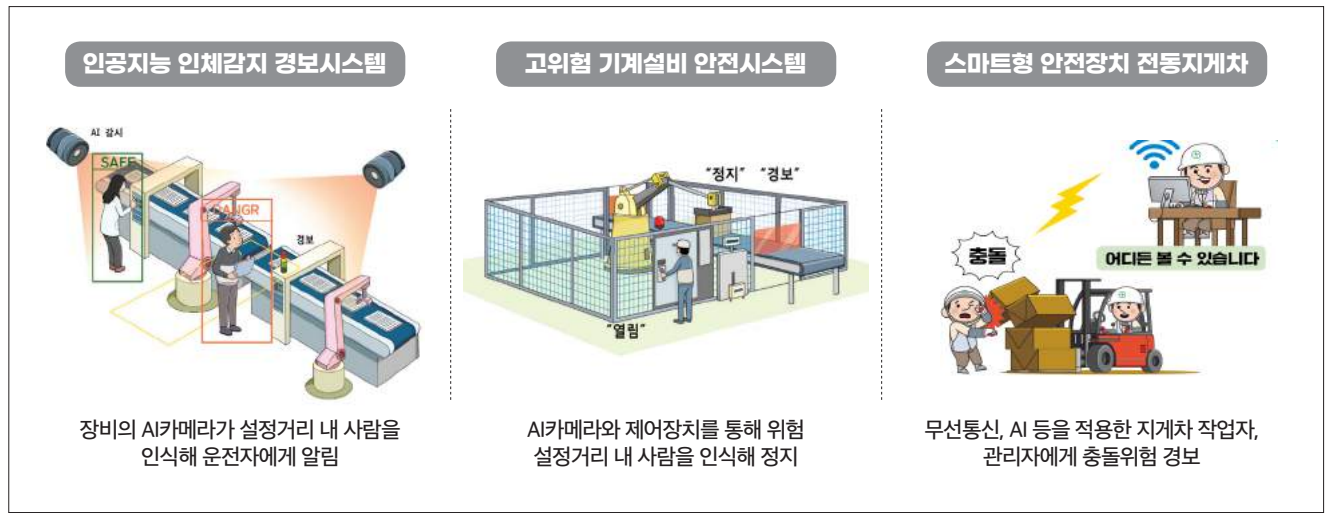 인공지능 인체감지 경보시스템
AI 감시
SAFE
DANGR
경보
장비의 AI카메라가 설정거리 내 사람을
인식해 운전자에게 알림
고위험 기계설비 안전시스템
"정지" "경보"
"열림"
AI카메라와 제어장치를 통해 위험
설정거리 내 사람을 인식해 정지
스마트형 안전장치 전동지게차
충돌
어디든 볼 수 있습니다
무선통신, AI 등을 적용한 지게차 작업자,
관리자에게 충돌위험 경보